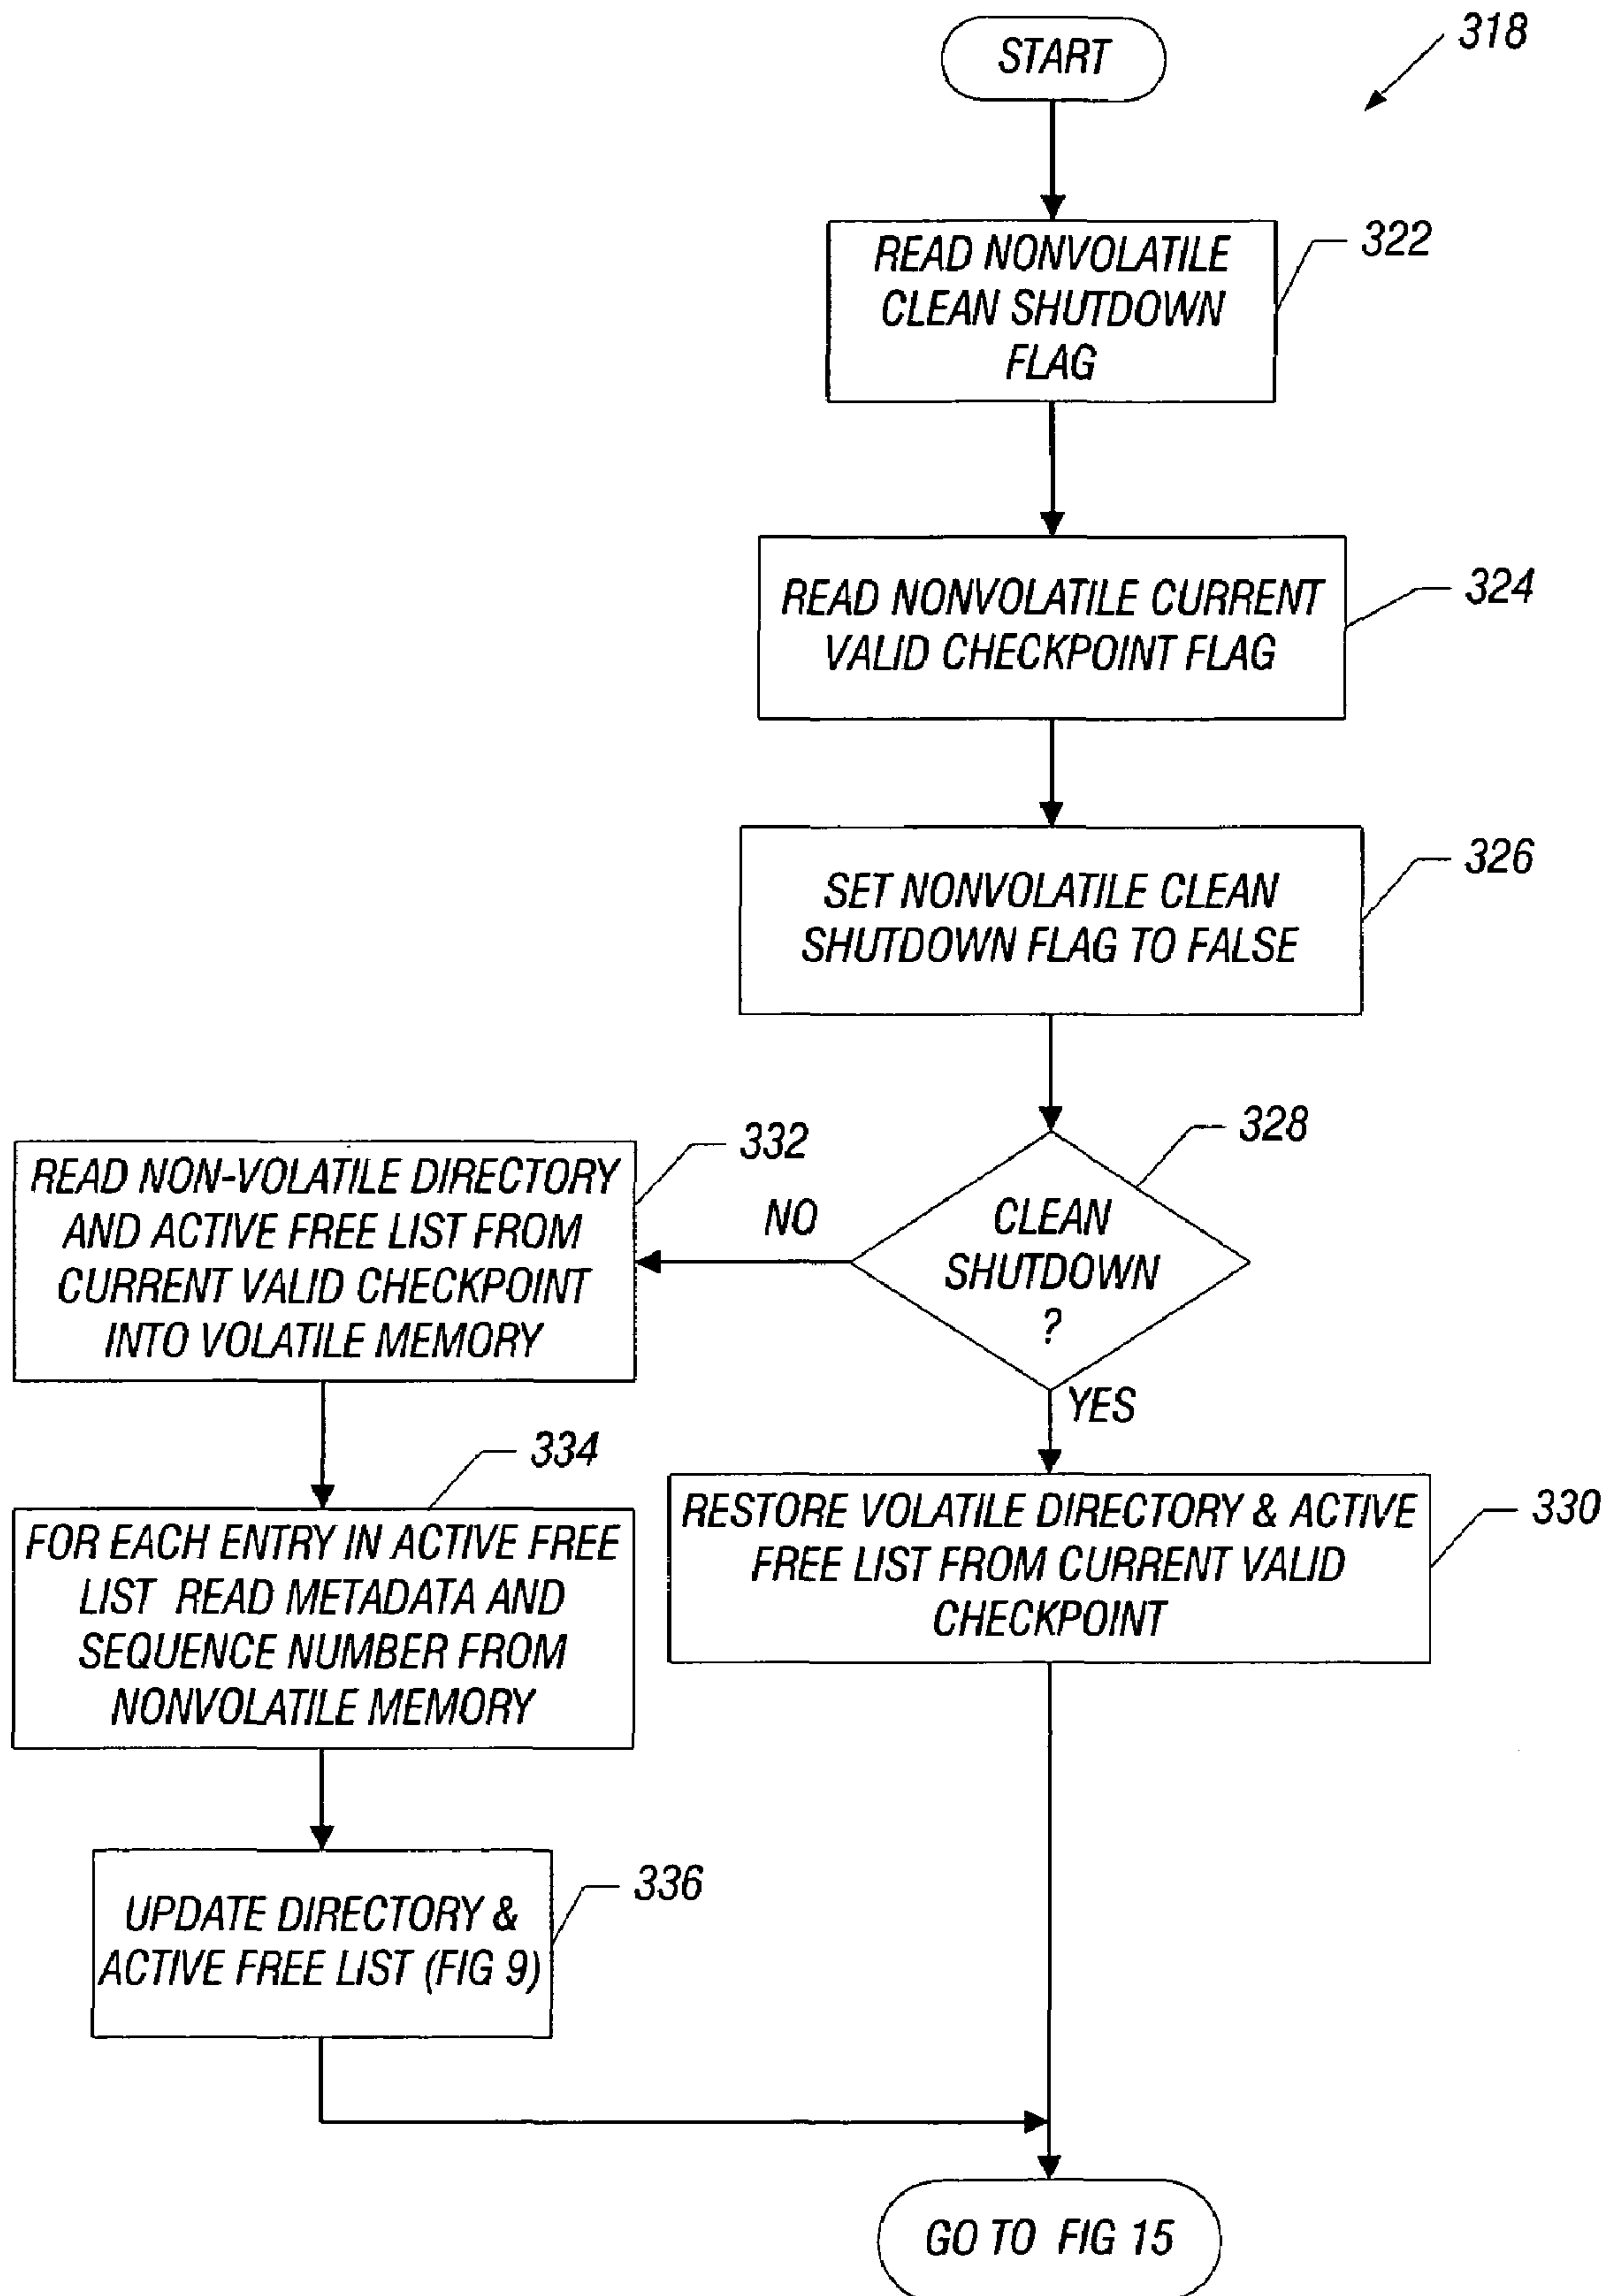 START
318
READ NONVOLATILE
CLEAN SHUTDOWN
FLAG
322
READ NONVOLATILE CURRENT
VALID CHECKPOINT FLAG
324
SET NONVOLATILE CLEAN
SHUTDOWN FLAG TO FALSE
326
CLEAN
SHUTDOWN
?
328
NO
YES
READ NON-VOLATILE DIRECTORY
AND ACTIVE FREE LIST FROM
CURRENT VALID CHECKPOINT
INTO VOLATILE MEMORY
332
FOR EACH ENTRY IN ACTIVE FREE
LIST READ METADATA AND
SEQUENCE NUMBER FROM
NONVOLATILE MEMORY
334
RESTORE VOLATILE DIRECTORY & ACTIVE
FREE LIST FROM CURRENT VALID
CHECKPOINT
330
UPDATE DIRECTORY &
ACTIVE FREE LIST (FIG 9)
336
GO TO FIG 15